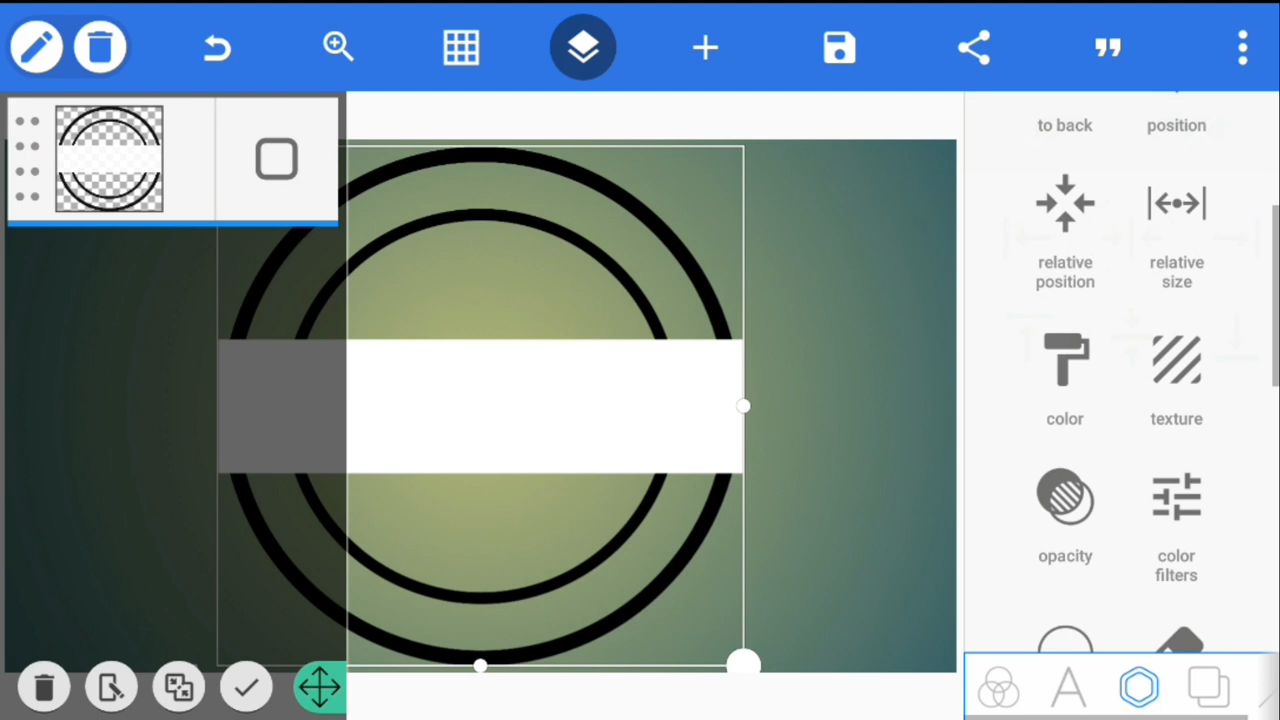 to back
position
relative
position
relative
size
color
texture
opacity
color
filters